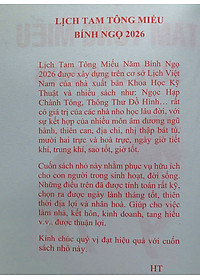 LỊCH TAM TÔNG MIẾU
BÍNH NGỌ 2026
Lịch Tam Tông Miếu Năm Bính Ngọ
2026 được xây dựng trên cơ sở Lịch Việt
Nam của nhà xuất bản Khoa Học Kỹ
Thuật và nhiều sách như: Ngọc Hạp
Chánh Tông, Thông Thư Đồ Hình... rất
có giá trị của các nhà nho học lâu đời, với
sự kết hợp của nhiều môn âm dương ngũ
hành, thiên can, địa chi, nhị thập bát tú,
mười hai trực và hoà trực, ngày giờ tiết
khí, trung khí, sao tốt, giờ tốt.
Cuốn sách nhỏ này nhằm phục vụ hữu ích
cho con người trong sinh hoạt, đời sống.
Những điều trên đã được tính toán rất kỹ,
chọn ra được ngày lành tháng tốt, thiên
thời địa lợi và nhân hoà. Giúp cho việc
làm nhà, kết hôn, kinh doanh, tang hiếu
v.v.. được thuận lợi.
Kính chúc quý vị đạt hiệu quả với cuốn
sách nhỏ này.
HT